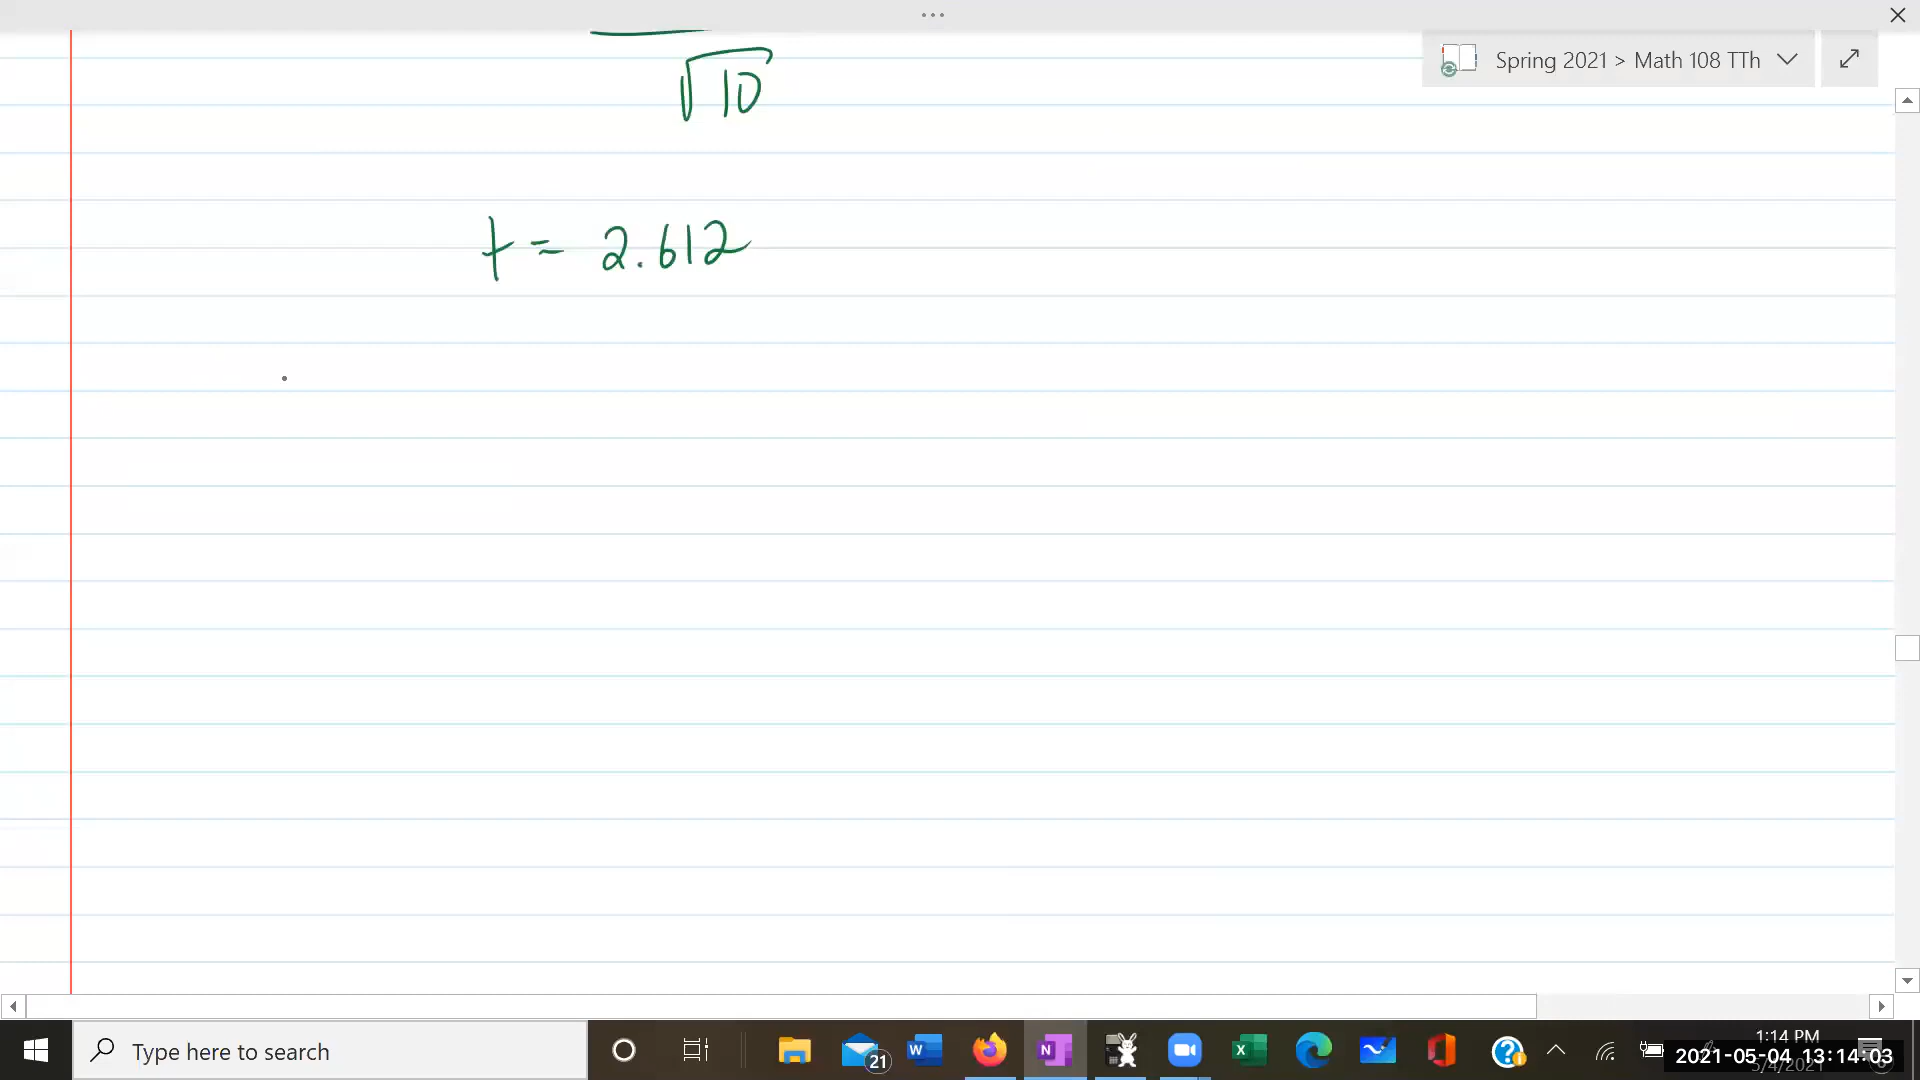 ...
Spring 2021 > Math 108 TTh
√10
t = 2.612
Type here to search
21
1:14 PM
2021-05-04 13:14:03